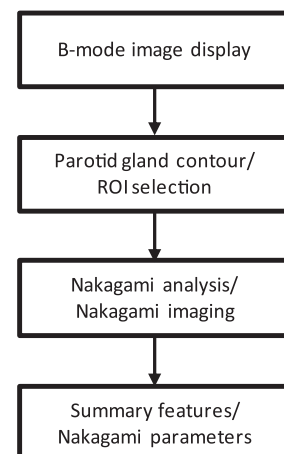 B-mode image display
Parotid gland contour/
ROI selection
Nakagami analysis/
Nakagami imaging
Summary features/
Nakagami parameters